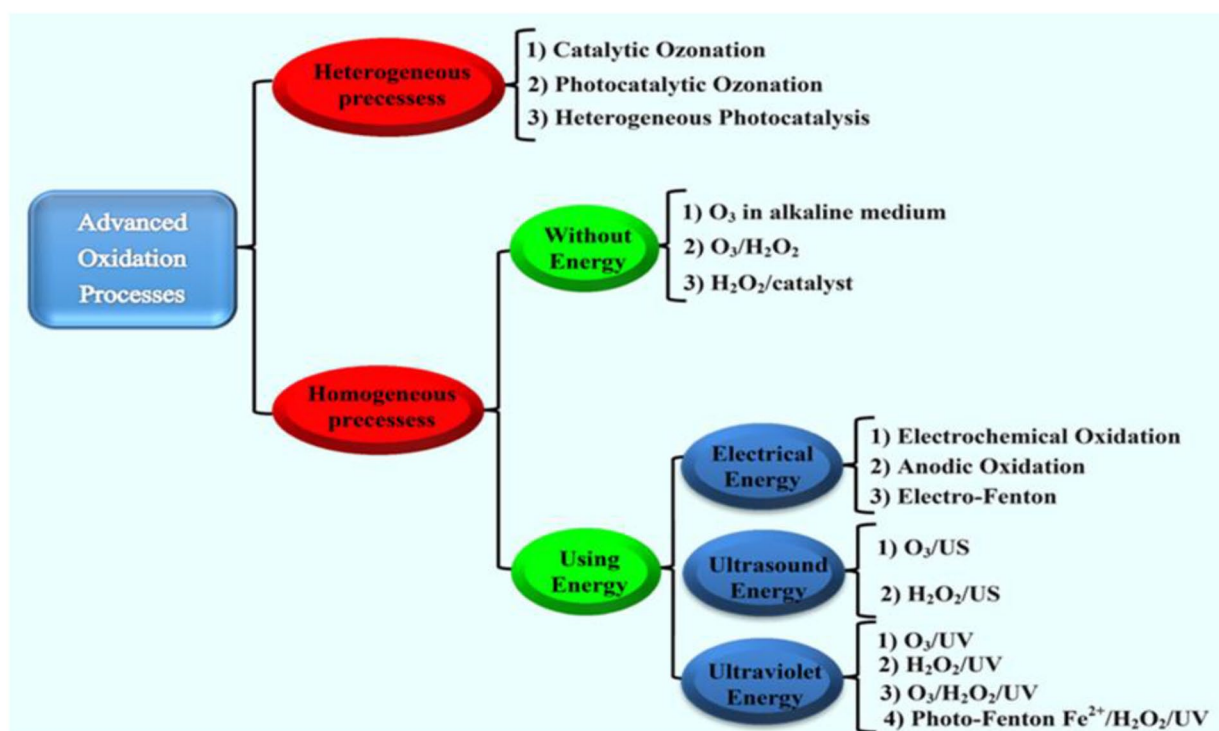 Advanced
Oxidation
Processes
Heterogeneous
precessess
1) Catalytic Ozonation
2) Photocatalytic Ozonation
3) Heterogeneous Photocatalysis
Homogeneous
precessess
Without
Energy
1) O₃ in alkaline medium
2) O₃/H₂O₂
3) H₂O₂/catalyst
Using
Energy
Electrical
Energy
1) Electrochemical Oxidation
2) Anodic Oxidation
3) Electro-Fenton
Ultrasound
Energy
1) O₃/US
2) H₂O₂/US
Ultraviolet
Energy
1) O₃/UV
2) H₂O₂/UV
3) O₃/H₂O₂/UV
4) Photo-Fenton Fe²⁺/H₂O₂/UV